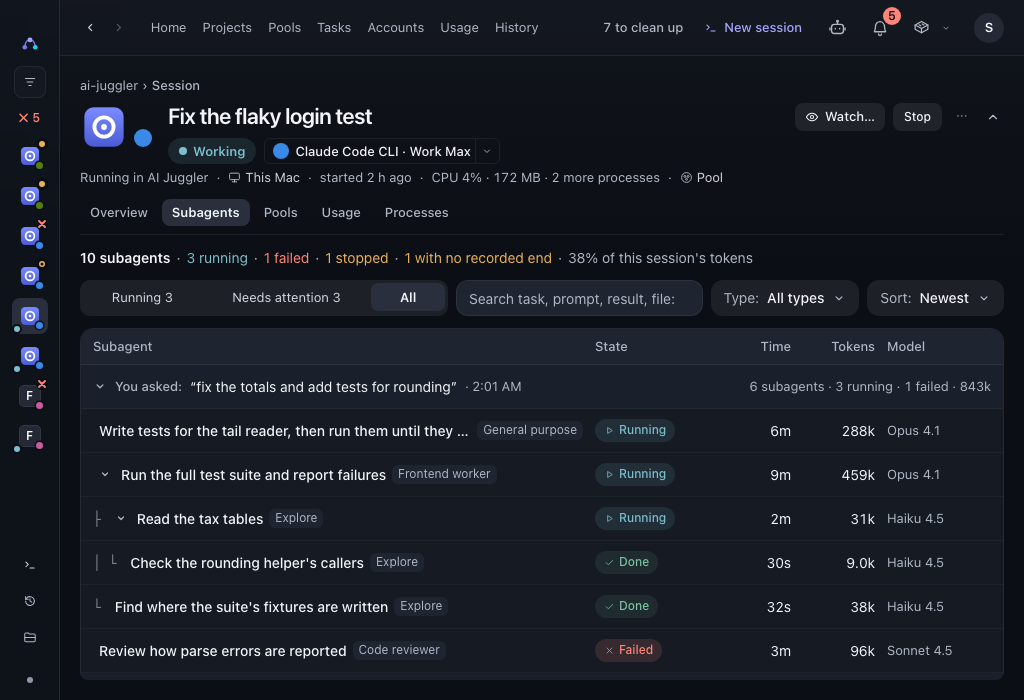 Home Projects Pools Tasks Accounts Usage History 7 to clean up New session 5 S
5
ai-juggler › Session
Fix the flaky login test
Watch... Stop ...
Working Claude Code CLI · Work Max
Running in AI Juggler · This Mac · started 2 h ago · CPU 4% · 172 MB · 2 more processes · Pool
Overview Subagents Pools Usage Processes
10 subagents · 3 running · 1 failed · 1 stopped · 1 with no recorded end · 38% of this session's tokens
Running 3 Needs attention 3 All Search task, prompt, result, file: Type: All types Sort: Newest
Subagent State Time Tokens Model
You asked: “fix the totals and add tests for rounding” · 2:01 AM 6 subagents · 3 running · 1 failed · 843k
Write tests for the tail reader, then run them until they ... General purpose Running 6m 288k Opus 4.1
Run the full test suite and report failures Frontend worker Running 9m 459k Opus 4.1
Read the tax tables Explore Running 2m 31k Haiku 4.5
F
F
Check the rounding helper's callers Explore Done 30s 9.0k Haiku 4.5
Find where the suite's fixtures are written Explore Done 32s 38k Haiku 4.5
Review how parse errors are reported Code reviewer Failed 3m 96k Sonnet 4.5